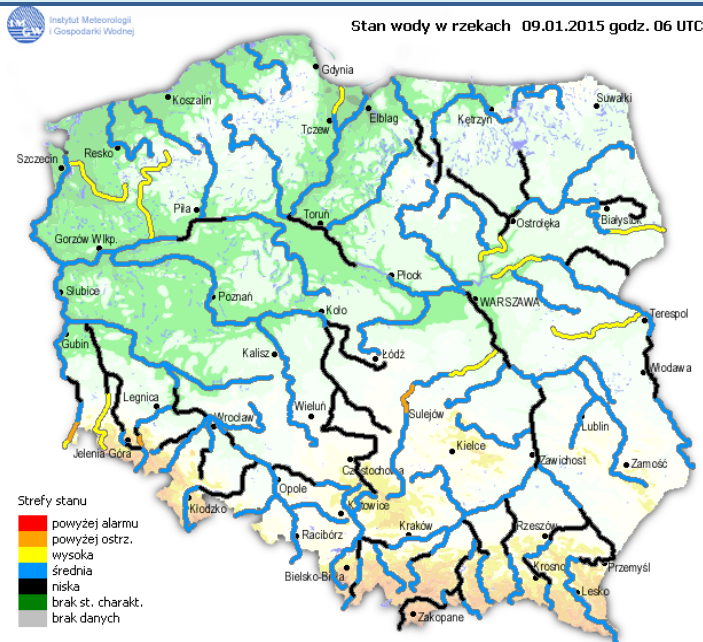 Instytut Meteorologii
i Gospodarki Wodnej
Stan wody w rzekach 09.01.2015 godz. 06 UTC
Gdynia
Koszalin
Suwałki
Tczew
Elbląg
Kętrzyn
Resko
Szczecin
Piła
Toruń
Ostrołęka
Białystok
Gorzów Wlkp.
Płock
Słubice
Poznań
WARSZAWA
Koło
Terespol
Gubin
Kalisz
Łódź
Włodawa
Legnica
Wieluń
Sulejów
Wrocław
Lublin
Jelenia Góra
Kielce
Częstochowa
Zawichost
Zamość
Opole
Kłodzko
Katowice
Racibórz
Kraków
Rzeszów
Bielsko-Biała
Krosno
Przemyśl
Lesko
Zakopane
Strefy stanu
powyżej alarmu
powyżej ostrz.
wysoka
średnia
niska
brak st. charakt.
brak danych